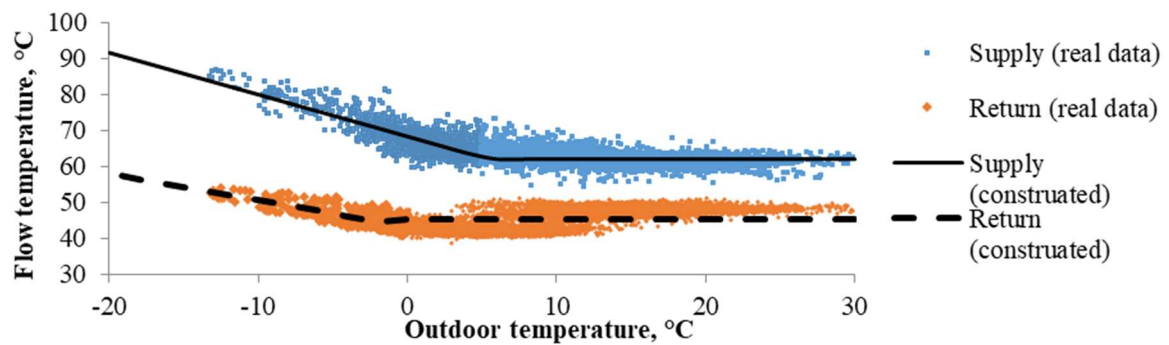 100
90
80
70
60
50
40
30
Flow temperature, °C
-20
-10
0
10
20
30
Outdoor temperature, °C
Supply (real data)
Return (real data)
Supply
(construated)
Return
(construated)